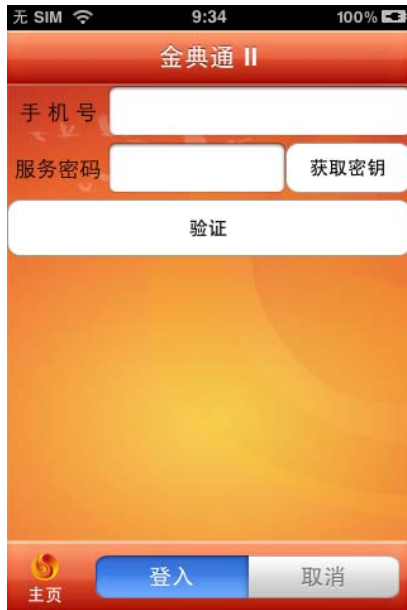 无 SIM 9:34 100%
金典通 II
手 机 号
服务密码 获取密钥
验证
主页 登入 取消